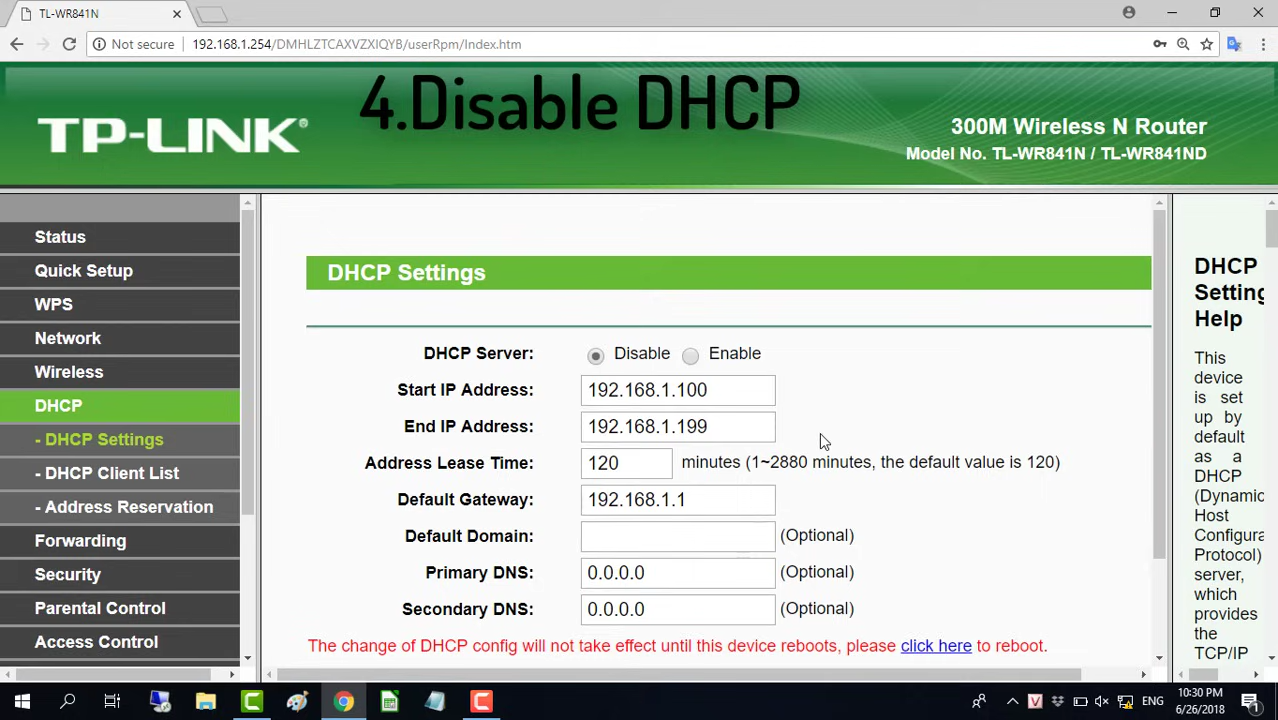 TL-WR841N
Not secure 192.168.1.254/DMHLZTCAXVZXIQYB/userRpm/Index.htm
4.Disable DHCP
TP-LINK®
300M Wireless N Router
Model No. TL-WR841N / TL-WR841ND
Status
Quick Setup
WPS
Network
Wireless
DHCP
- DHCP Settings
- DHCP Client List
- Address Reservation
Forwarding
Security
Parental Control
Access Control
DHCP Settings
DHCP Server: Disable Enable
Start IP Address: 192.168.1.100
End IP Address: 192.168.1.199
Address Lease Time: 120 minutes (1~2880 minutes, the default value is 120)
Default Gateway: 192.168.1.1
Default Domain: (Optional)
Primary DNS: 0.0.0.0 (Optional)
Secondary DNS: 0.0.0.0 (Optional)
The change of DHCP config will not take effect until this device reboots, please click here to reboot.
DHCP
Setting
Help
This
device
is set
up by
default
as a
DHCP
(Dynamic
Host
Configura
Protocol)
server,
which
provides
the
TCP/IP
ENG
10:30 PM
6/26/2018